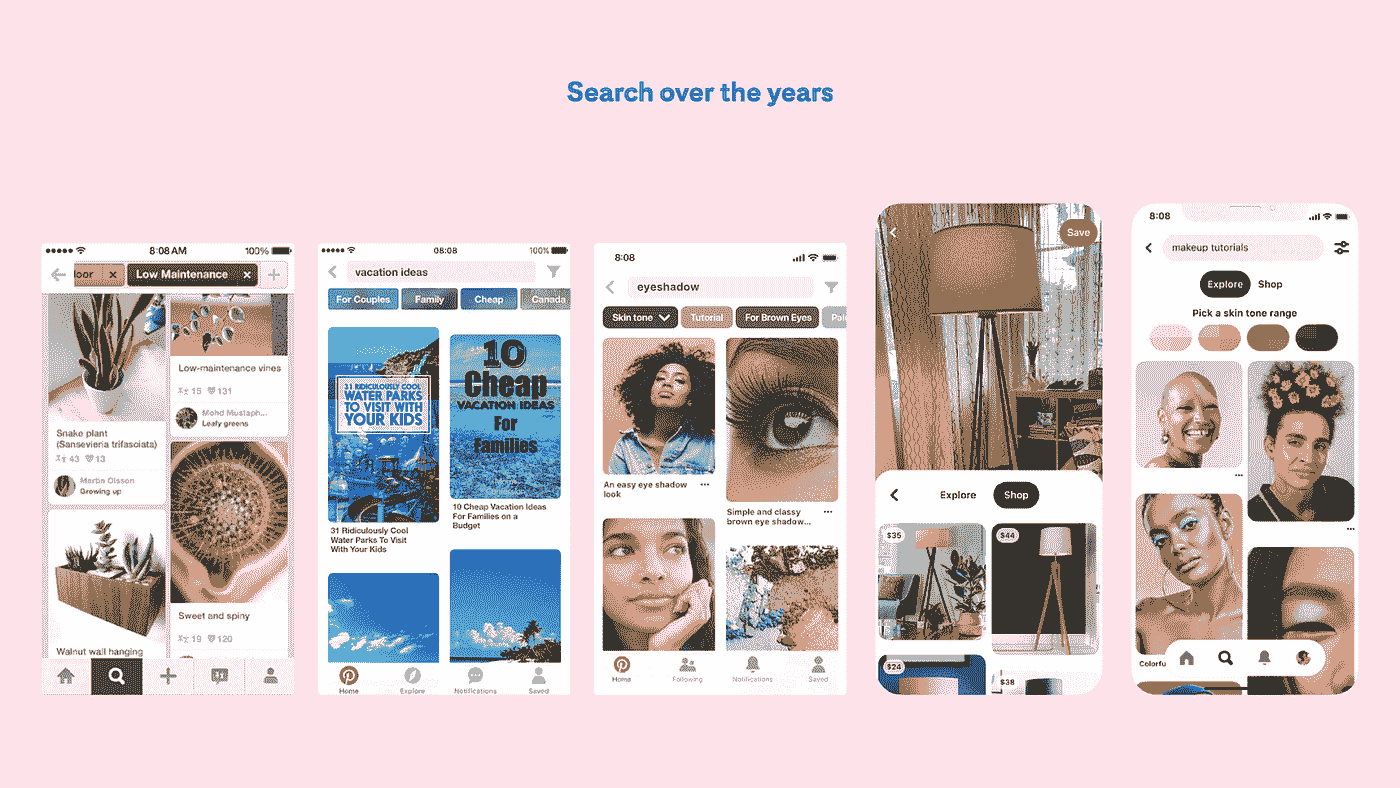 Search over the years
8:08 AM
100%
loor
Low Maintenance
Low-maintenance vines
15
131
Mohd Mustaph...
Leafy greens
Snake plant
(Sansevieria trifasciata)
43
13
Martin Olsson
Growing up
Sweet and spiny
19
120
Walnut wall hanging
08:08
100%
vacation ideas
For Couples
Family
Cheap
Canada
31 RIDICULOUSLY COOL
WATER PARKS
TO VISIT WITH
YOUR KIDS
31 Ridiculously Cool
Water Parks To Visit
With Your Kids
10
Cheap
VACATION IDEAS
For
Families
10 Cheap Vacation Ideas
For Families on a
Budget
Home
Explore
Notifications
Saved
8:08
eyeshadow
Skin tone
Tutorial
For Brown Eyes
Pale
An easy eye shadow
look
Simple and classy
brown eye shadow...
Home
Following
Notifications
Saved
Save
Explore
Shop
$35
$44
$24
$38
8:08
makeup tutorials
Explore
Shop
Pick a skin tone range
Colorfu